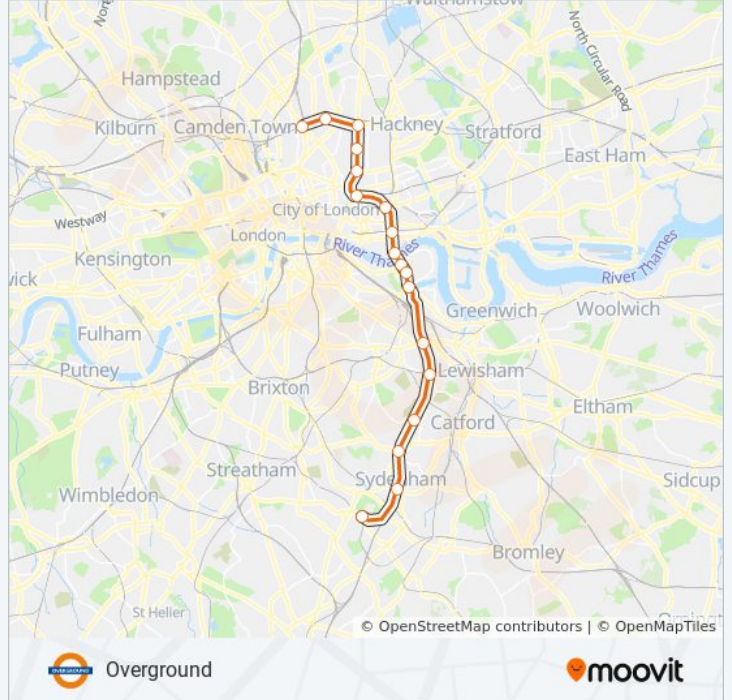 Walthamstow
North Circular Road
Hampstead
Kilburn
Camden Town
Hackney
Stratford
East Ham
Westway
City of London
London
Kensington
River Thames
River Thames
wick
Greenwich
Woolwich
Fulham
Putney
Lewisham
Brixton
Eltham
Catford
Streatham
Sydenham
Sidcup
Wimbledon
Bromley
St Helier
© OpenStreetMap contributors | © OpenMapTiles
OVERGROUND
Overground
moovit